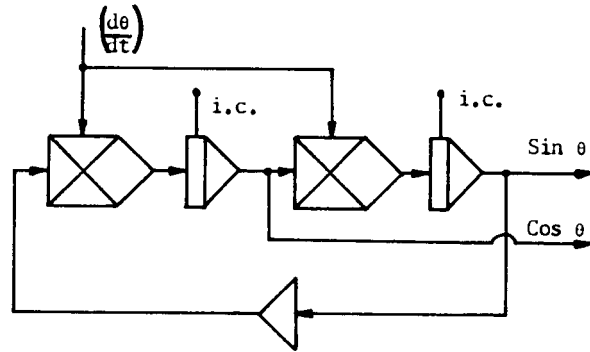 (dθ/dt)
i.c.
i.c.
Sin θ
Cos θ